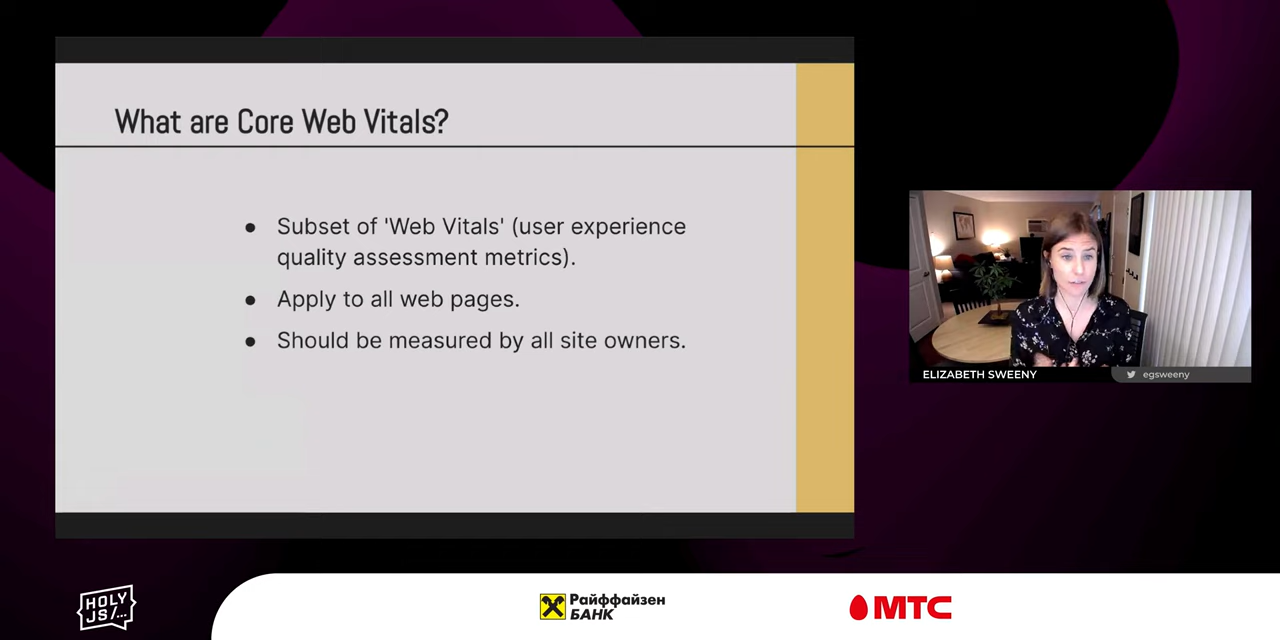 What are Core Web Vitals?
● Subset of 'Web Vitals' (user experience
quality assessment metrics).
● Apply to all web pages.
● Should be measured by all site owners.
ELIZABETH SWEENY
egsweeny
HOLY
JS/...
Райффайзен
БАНК
МТС